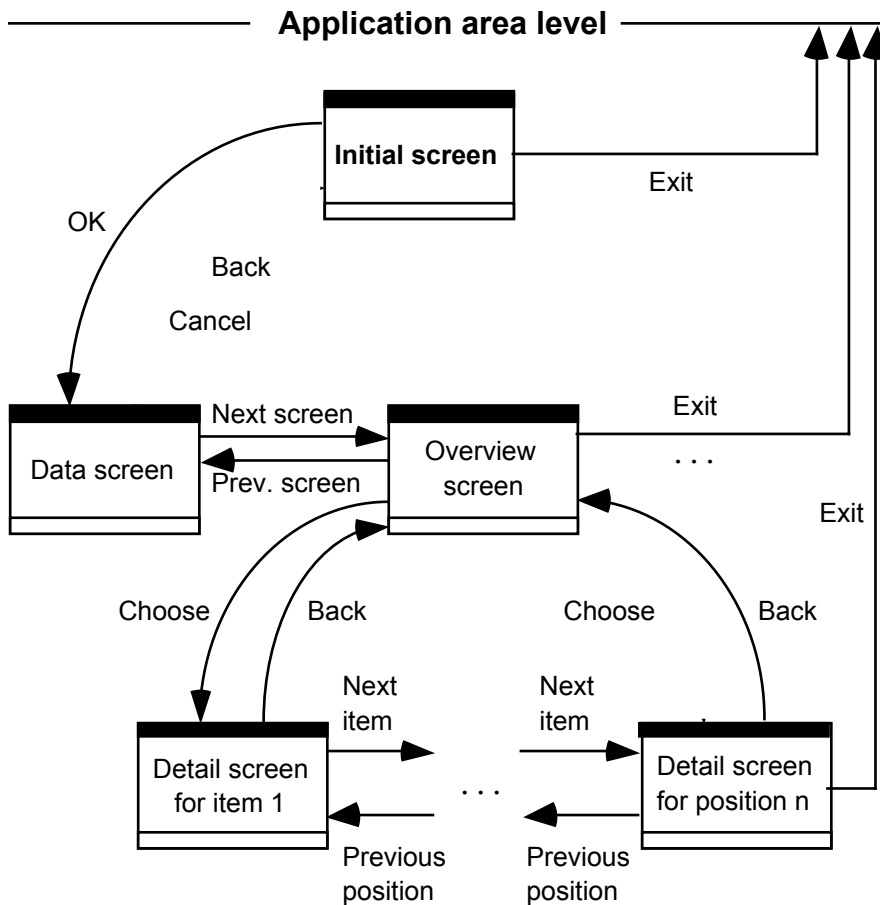 Application area level
Initial screen
Exit
OK
Back
Cancel
Next screen
Exit
Data screen
Overview
screen
. . .
Prev. screen
Exit
Choose
Back
Choose
Back
Next
item
Next
item
Detail screen
for item 1
. . .
Detail screen
for position n
Previous
position
Previous
position